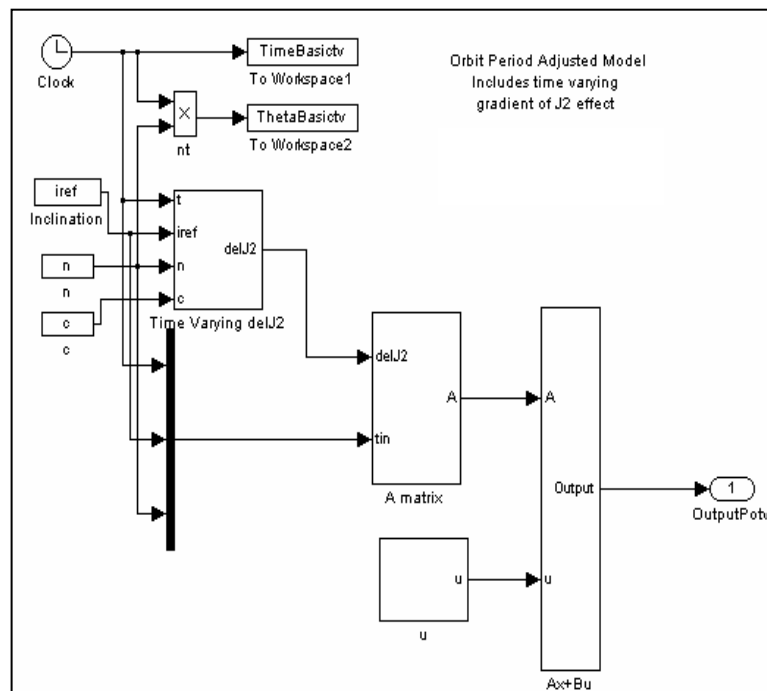 TimeBasictv
Clock
To Workspace1
Orbit Period Adjusted Model
Includes time varying
gradient of J2 effect
ThetaBasictv
nt
To Workspace2
iref
Inclination
t
iref
delJ2
n
n
n
c
c
c
Time Varying delJ2
delJ2
A
tin
A matrix
A
Output
u
1
OutputPotv
u
u
Ax+Bu